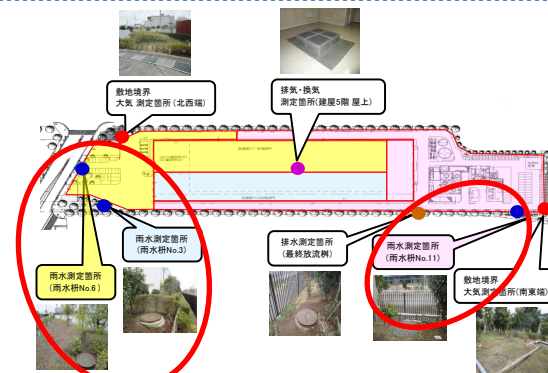 敷地境界
大気 測定箇所（北西端）
排気・換気
測定箇所(建屋5階 屋上)
雨水測定箇所
（雨水枡No.3）
排水測定箇所
（最終放流桝）
雨水測定箇所
（雨水枡No.11）
雨水測定箇所
（雨水枡No.6）
敷地境界
大気測定箇所(南東端)